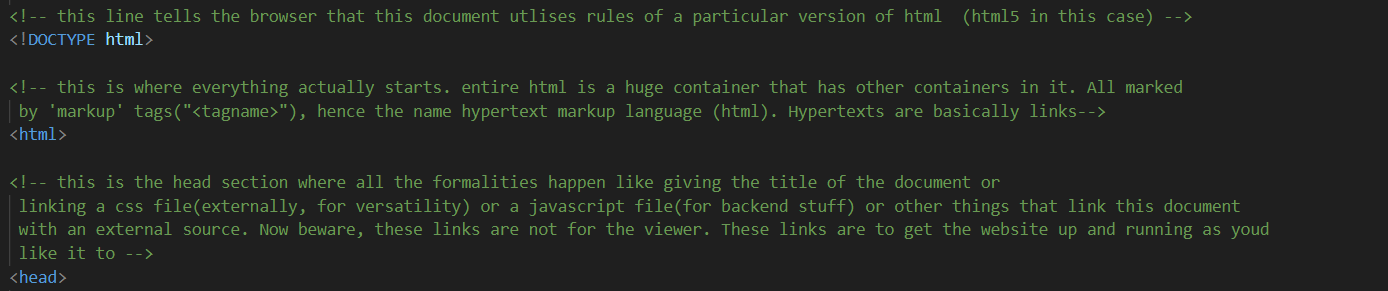 <!-- this line tells the browser that this document utlises rules of a particular version of html  (html5 in this case) -->
<!DOCTYPE html>
<!-- this is where everything actually starts. entire html is a huge container that has other containers in it. All marked
by 'markup' tags("<tagname>"), hence the name hypertext markup language (html). Hypertexts are basically links-->
<html>
<!-- this is the head section where all the formalities happen like giving the title of the document or
linking a css file(externally, for versatility) or a javascript file(for backend stuff) or other things that link this document
with an external source. Now beware, these links are not for the viewer. These links are to get the website up and running as youd
like it to -->
<head>